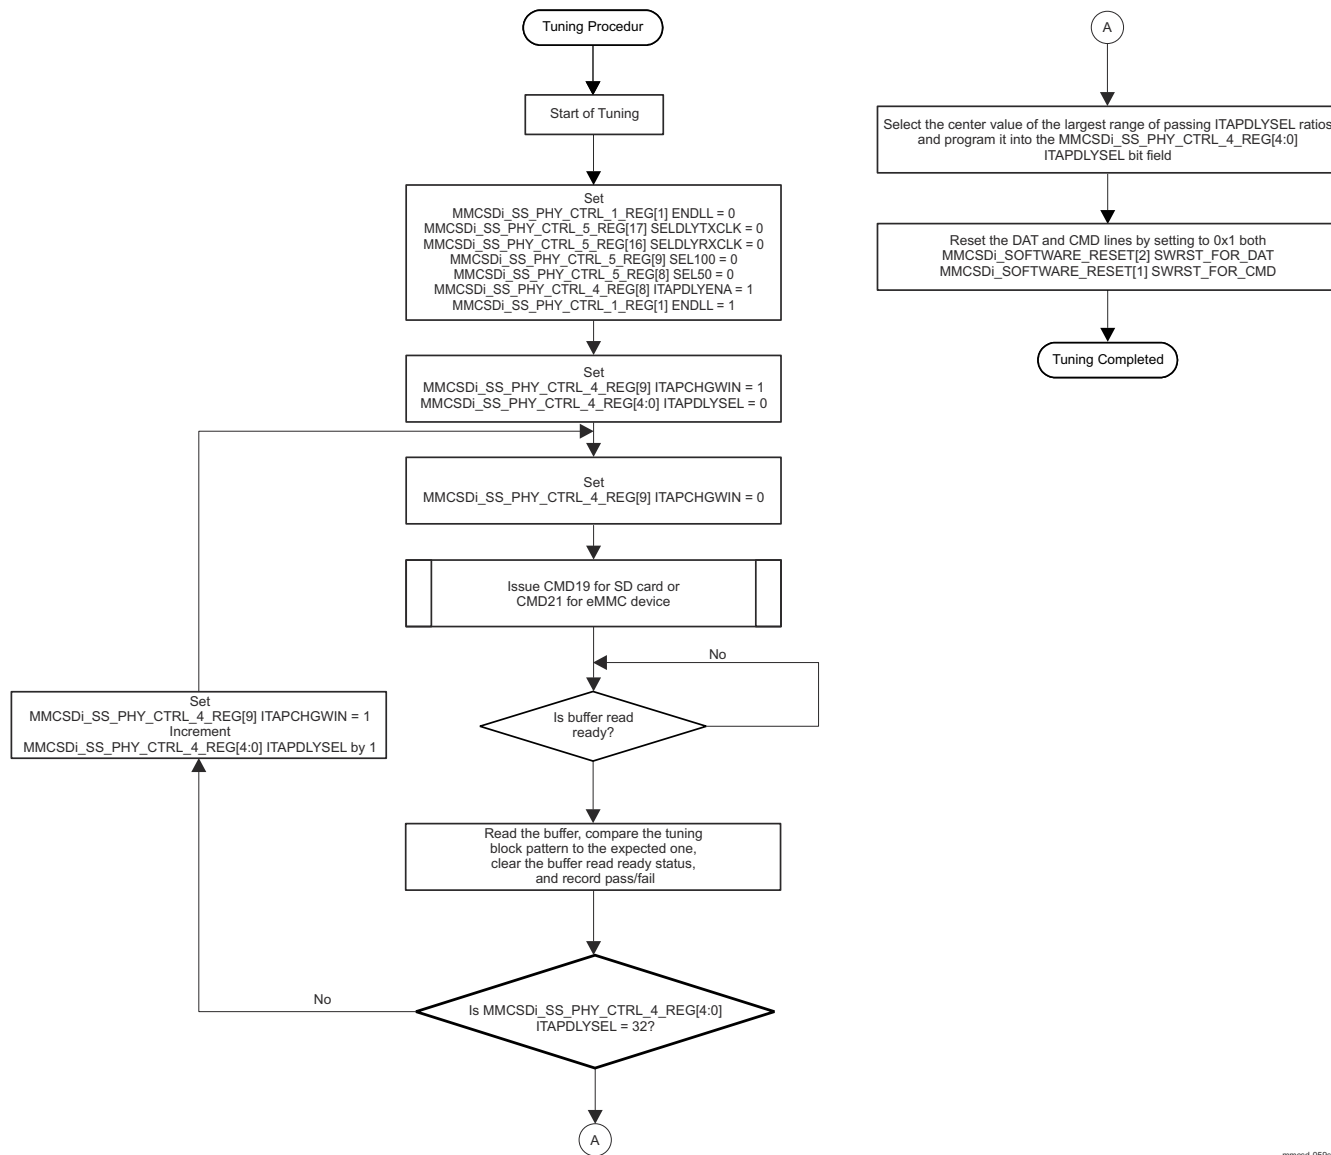 Tuning Procedur
Start of Tuning
Set
MMCSDi_SS_PHY_CTRL_1_REG[1] ENDLL = 0
MMCSDi_SS_PHY_CTRL_5_REG[17] SELDLYTXCLK = 0
MMCSDi_SS_PHY_CTRL_5_REG[16] SELDLYRXCLK = 0
MMCSDi_SS_PHY_CTRL_5_REG[9] SEL100 = 0
MMCSDi_SS_PHY_CTRL_5_REG[8] SEL50 = 0
MMCSDi_SS_PHY_CTRL_4_REG[8] ITAPDLYENA = 1
MMCSDi_SS_PHY_CTRL_1_REG[1] ENDLL = 1
Set
MMCSDi_SS_PHY_CTRL_4_REG[9] ITAPCHGWIN = 1
MMCSDi_SS_PHY_CTRL_4_REG[4:0] ITAPDLYSEL = 0
Set
MMCSDi_SS_PHY_CTRL_4_REG[9] ITAPCHGWIN = 0
Issue CMD19 for SD card or
CMD21 for eMMC device
No
Is buffer read
ready?
Set
MMCSDi_SS_PHY_CTRL_4_REG[9] ITAPCHGWIN = 1
Increment
MMCSDi_SS_PHY_CTRL_4_REG[4:0] ITAPDLYSEL by 1
Read the buffer, compare the tuning
block pattern to the expected one,
clear the buffer read ready status,
and record pass/fail
No
Is MMCSDi_SS_PHY_CTRL_4_REG[4:0]
ITAPDLYSEL = 32?
A
A
Select the center value of the largest range of passing ITAPDLYSEL ratios
and program it into the MMCSDi_SS_PHY_CTRL_4_REG[4:0]
ITAPDLYSEL bit field
Reset the DAT and CMD lines by setting to 0x1 both
MMCSDi_SOFTWARE_RESET[2] SWRST_FOR_DAT
MMCSDi_SOFTWARE_RESET[1] SWRST_FOR_CMD
Tuning Completed